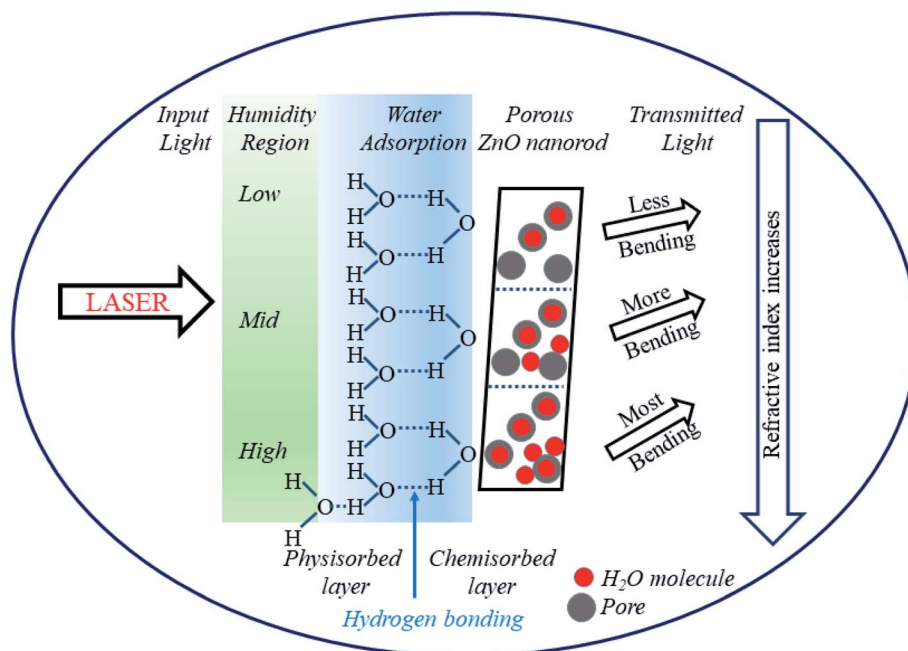 Input
Light
Humidity
Region
Water
Adsorption
Porous
ZnO nanorod
Transmitted
Light
Low
Mid
High
LASER
H
H
O
H
O
H
H
O
H
H
H
O
H
O
H
H
O
H
H
H
O
H
O
H
H
O
H
H
H
O
H
Less
Bending
More
Bending
Most
Bending
Refractive index increases
Physisorbed
layer
Chemisorbed
layer
Hydrogen bonding
H₂O molecule
Pore